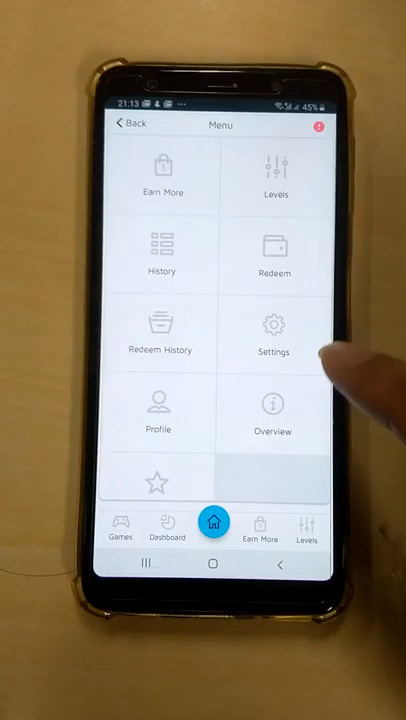 21:13 45%
Back Menu
Earn More Levels
History Redeem
Redeem History Settings
Profile Overview
Games Dashboard Earn More Levels